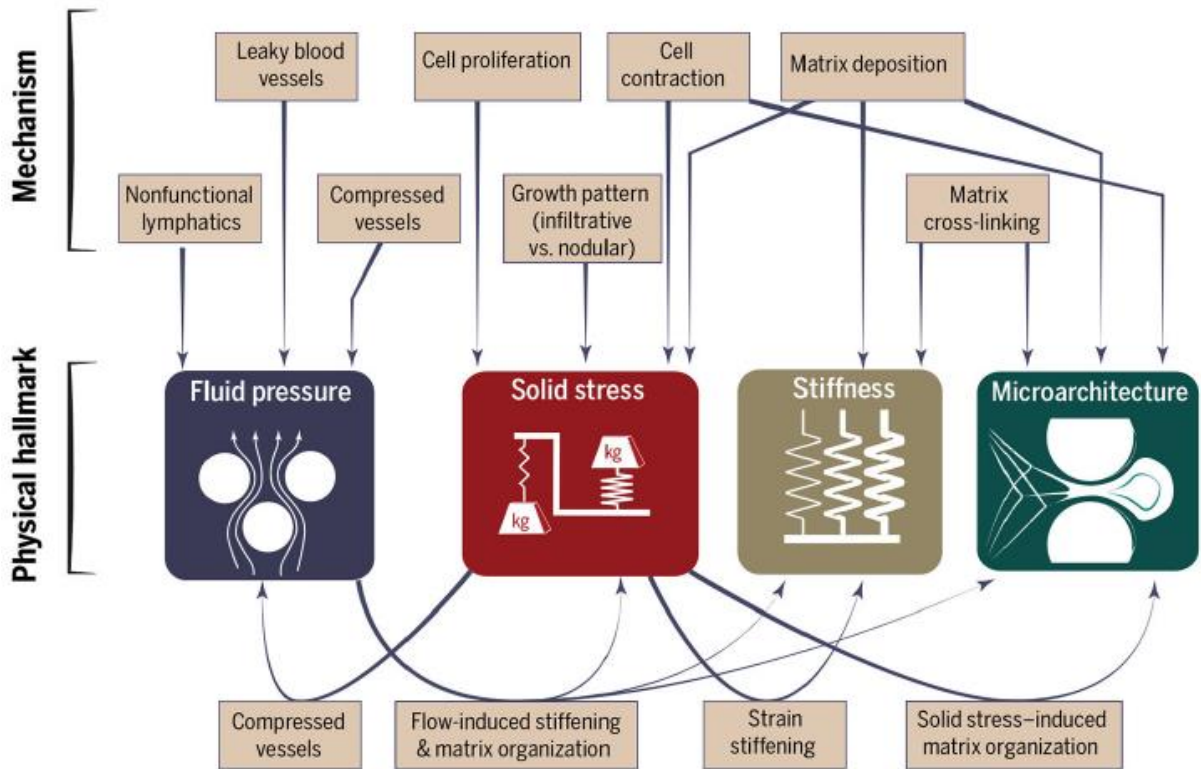 Mechanism
Leaky blood
vessels
Cell proliferation
Cell
contraction
Matrix deposition
Nonfunctional
lymphatics
Compressed
vessels
Growth pattern
(infiltrative
vs. nodular)
Matrix
cross-linking
Physical hallmark
Fluid pressure
Solid stress
kg
kg
Stiffness
Microarchitecture
Compressed
vessels
Flow-induced stiffening
& matrix organization
Strain
stiffening
Solid stress–induced
matrix organization